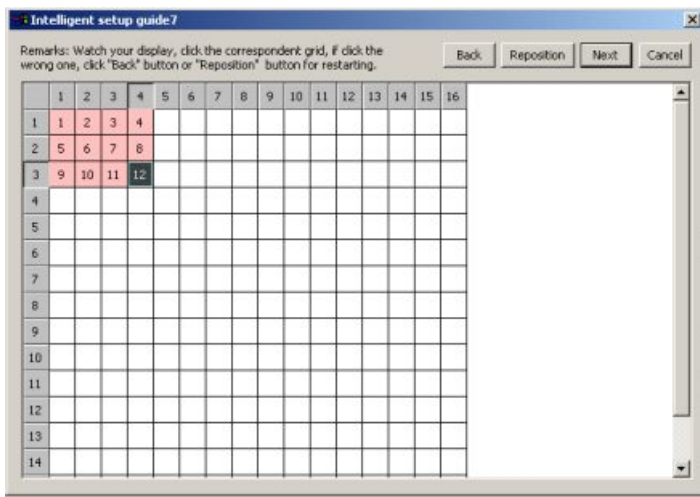 Intelligent setup guide7
Remarks: Watch your display, click the correspondent grid, if click the
wrong one, click "Back" button or "Reposition" button for restarting.
Back Reposition Next Cancel
1 2 3 4 5 6 7 8 9 10 11 12 13 14 15 16
1 1 2 3 4
2 5 6 7 8
3 9 10 11 12
4
5
6
7
8
9
10
11
12
13
14